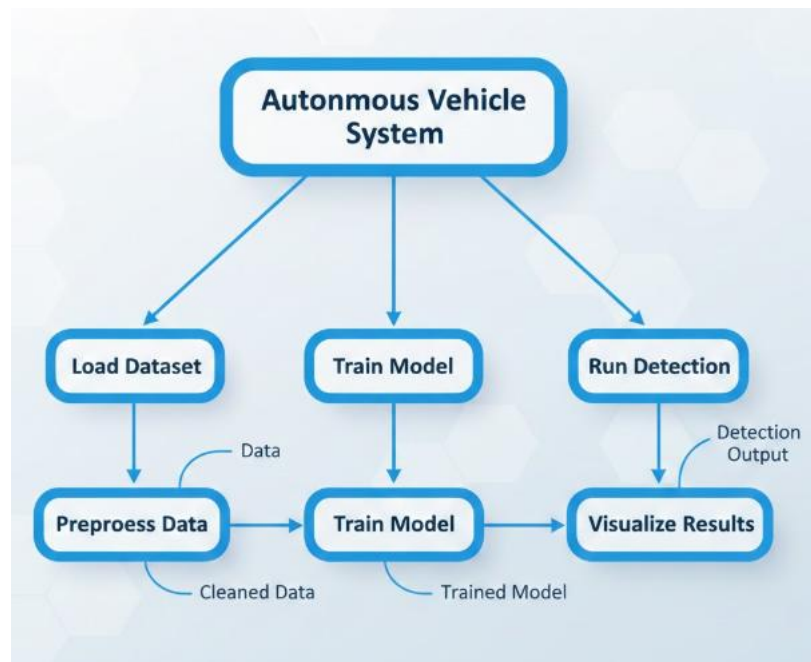 Autonmous Vehicle
System
Load Dataset
Train Model
Run Detection
Data
Detection
Output
Preproess Data
Train Model
Visualize Results
Cleaned Data
Trained Model